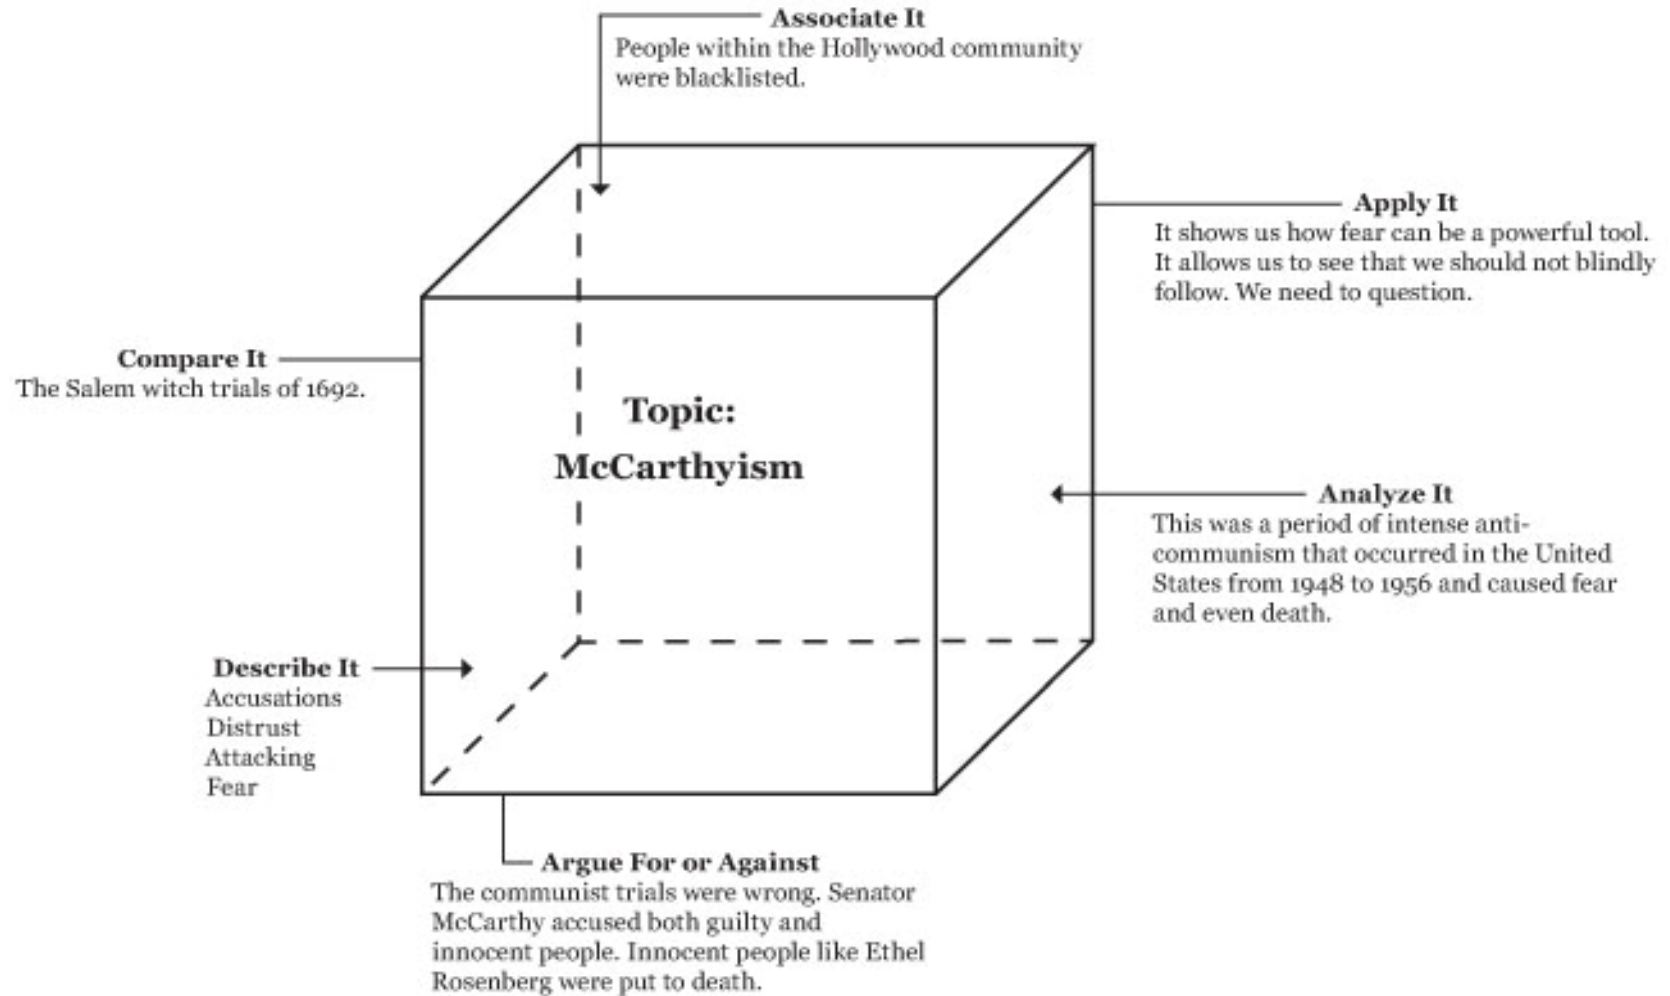 Associate It
People within the Hollywood community
were blacklisted.
Apply It
It shows us how fear can be a powerful tool.
It allows us to see that we should not blindly
follow. We need to question.
Compare It
The Salem witch trials of 1692.
Topic:
McCarthyism
Analyze It
This was a period of intense anti-
communism that occurred in the United
States from 1948 to 1956 and caused fear
and even death.
Describe It
Accusations
Distrust
Attacking
Fear
Argue For or Against
The communist trials were wrong. Senator
McCarthy accused both guilty and
innocent people. Innocent people like Ethel
Rosenberg were put to death.